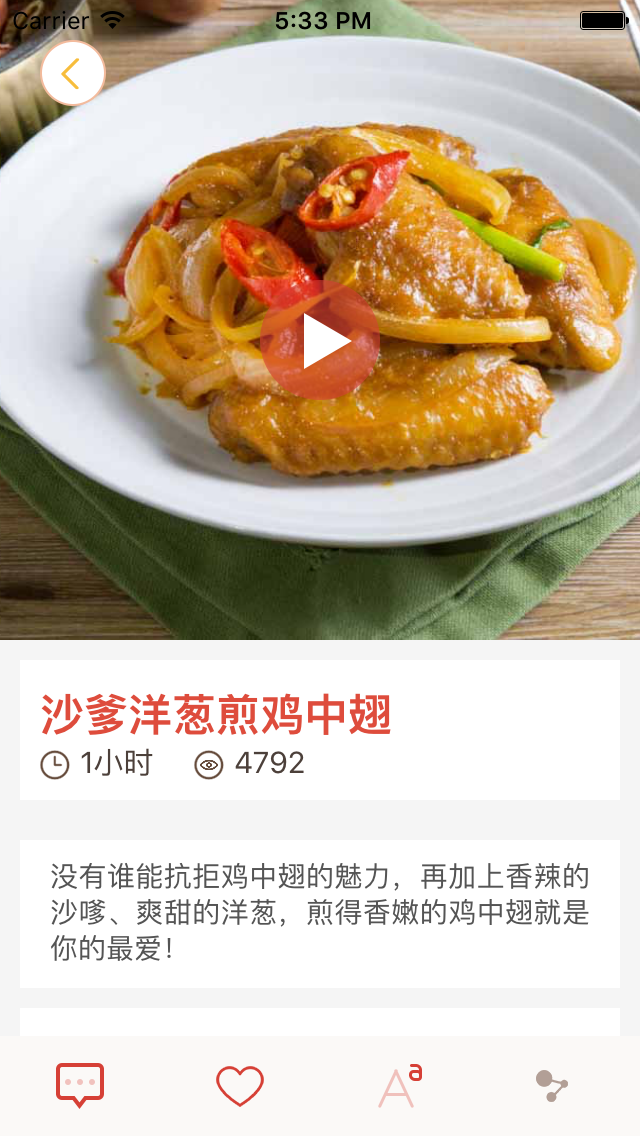 Carrier 5:33 PM
沙爹洋葱煎鸡中翅
1小时 4792
没有谁能抗拒鸡中翅的魅力，再加上香辣的
沙嗲、爽甜的洋葱，煎得香嫩的鸡中翅就是
你的最爱！
Aa